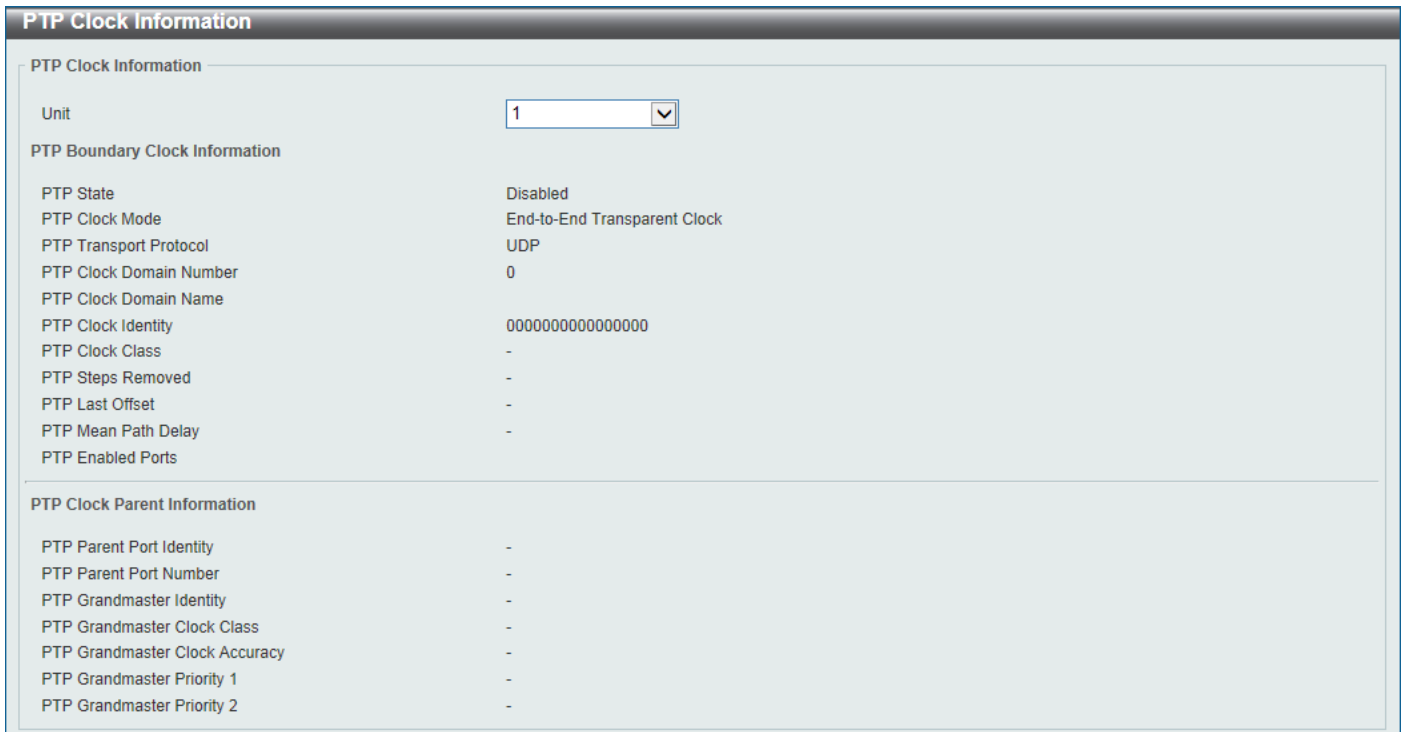 PTP Clock Information
PTP Clock Information
Unit 1
PTP Boundary Clock Information
PTP State Disabled
PTP Clock Mode End-to-End Transparent Clock
PTP Transport Protocol UDP
PTP Clock Domain Number 0
PTP Clock Domain Name
PTP Clock Identity 0000000000000000
PTP Clock Class -
PTP Steps Removed -
PTP Last Offset -
PTP Mean Path Delay -
PTP Enabled Ports
PTP Clock Parent Information
PTP Parent Port Identity -
PTP Parent Port Number -
PTP Grandmaster Identity -
PTP Grandmaster Clock Class -
PTP Grandmaster Clock Accuracy -
PTP Grandmaster Priority 1 -
PTP Grandmaster Priority 2 -